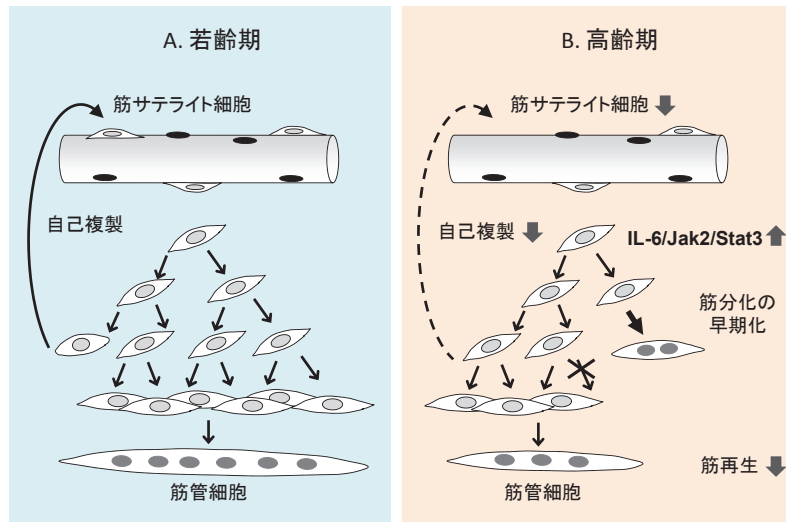 A. 若齢期
筋サテライト細胞
自己複製
筋管細胞
B. 高齢期
筋サテライト細胞
自己複製
IL-6/Jak2/Stat3
筋分化の
早期化
筋再生
筋管細胞